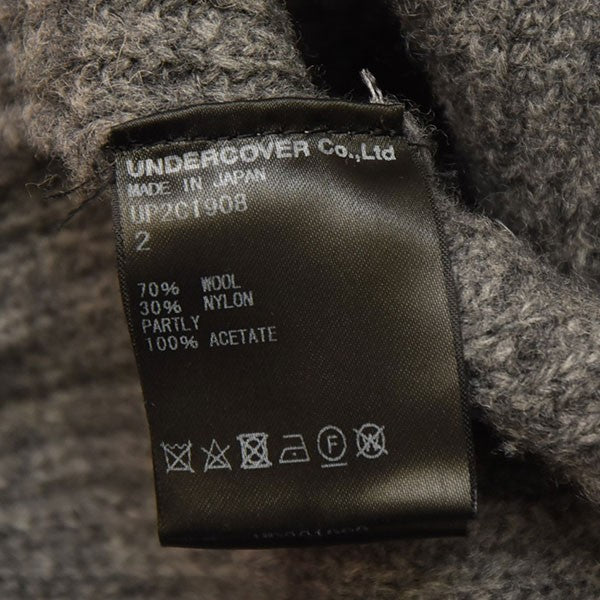 UNDERCOVER Co.,Ltd
MADE IN JAPAN
UP2C1908
2
70% WOOL
30% NYLON
PARTLY
100% ACETATE
F W